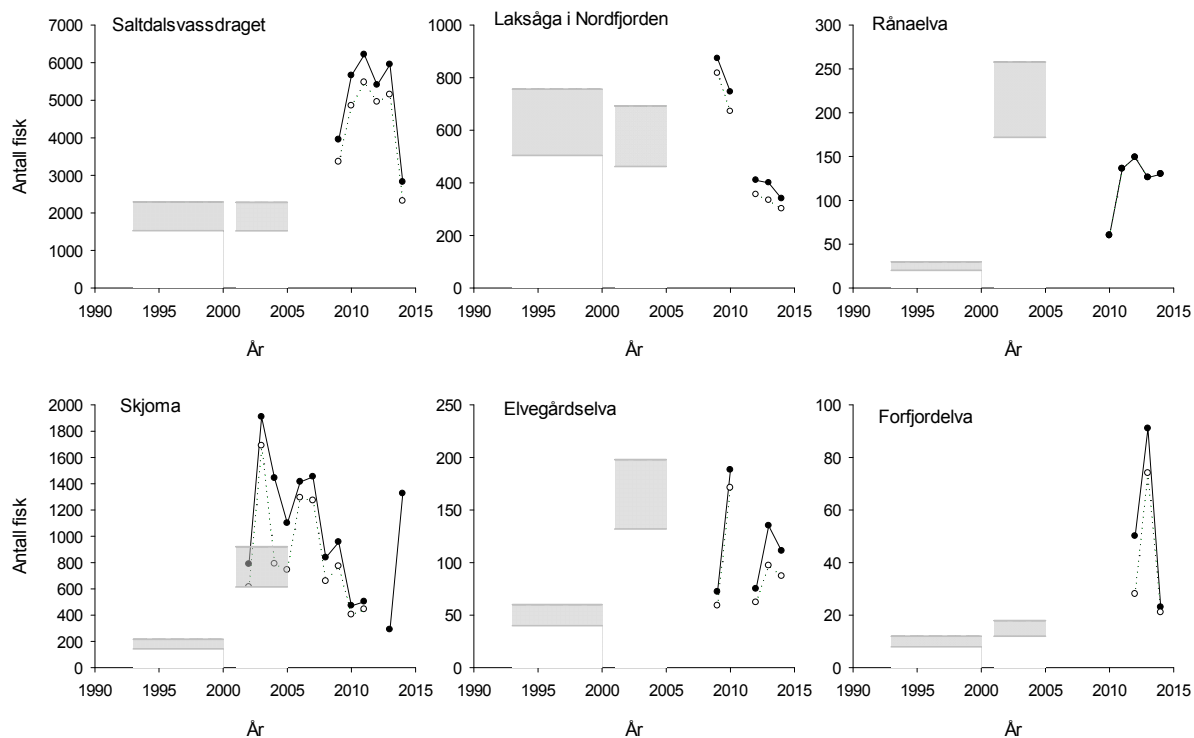 Saltdalsvassdraget
Laksåga i Nordfjorden
Rånaelva
7000
6000
5000
4000
3000
2000
1000
0
1000
800
600
400
200
0
300
250
200
150
100
50
0
Antall fisk
1990 1995 2000 2005 2010 2015
1990 1995 2000 2005 2010 2015
1990 1995 2000 2005 2010 2015
År
År
År
Skjoma
Elvegårdselva
Forfjordelva
2000
1800
1600
1400
1200
1000
800
600
400
200
0
250
200
150
100
50
0
100
80
60
40
20
0
Antall fisk
1990 1995 2000 2005 2010 2015
1990 1995 2000 2005 2010 2015
1990 1995 2000 2005 2010 2015
År
År
År